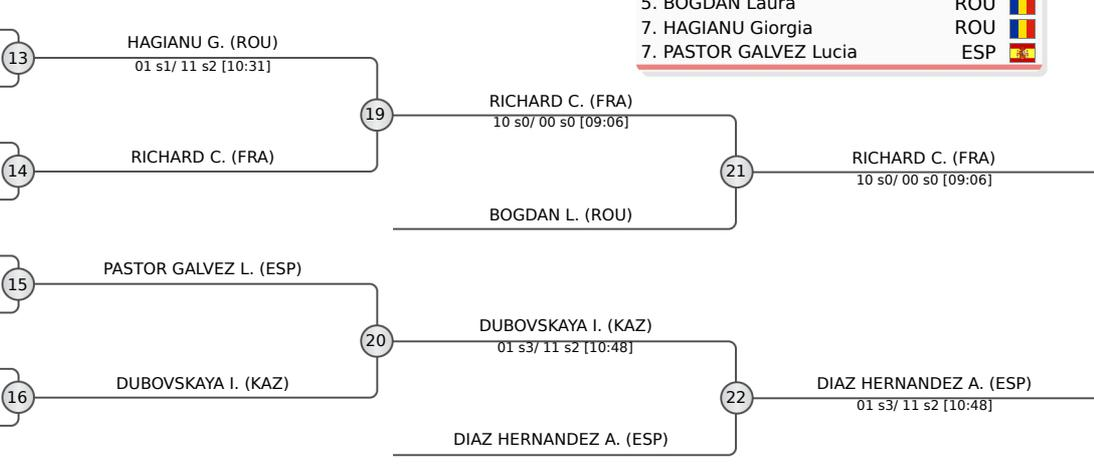 5. BOGDAN Laura ROU
7. HAGIANU Giorgia ROU
7. PASTOR GALVEZ Lucia ESP
HAGIANU G. (ROU)
13
01 s1/ 11 s2 [10:31]
RICHARD C. (FRA)
19
10 s0/ 00 s0 [09:06]
RICHARD C. (FRA)
14
RICHARD C. (FRA)
21
10 s0/ 00 s0 [09:06]
BOGDAN L. (ROU)
PASTOR GALVEZ L. (ESP)
15
DUBOVSKAYA I. (KAZ)
20
01 s3/ 11 s2 [10:48]
DUBOVSKAYA I. (KAZ)
16
DIAZ HERNANDEZ A. (ESP)
22
01 s3/ 11 s2 [10:48]
DIAZ HERNANDEZ A. (ESP)